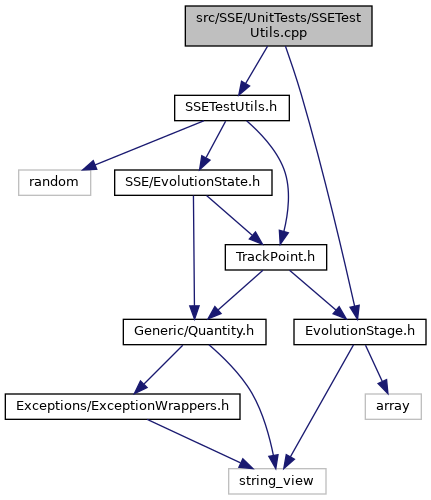 src/SSE/UnitTests/SSETest
Utils.cpp
SSETestUtils.h
random
SSE/EvolutionState.h
TrackPoint.h
Generic/Quantity.h
EvolutionStage.h
Exceptions/ExceptionWrappers.h
array
string_view